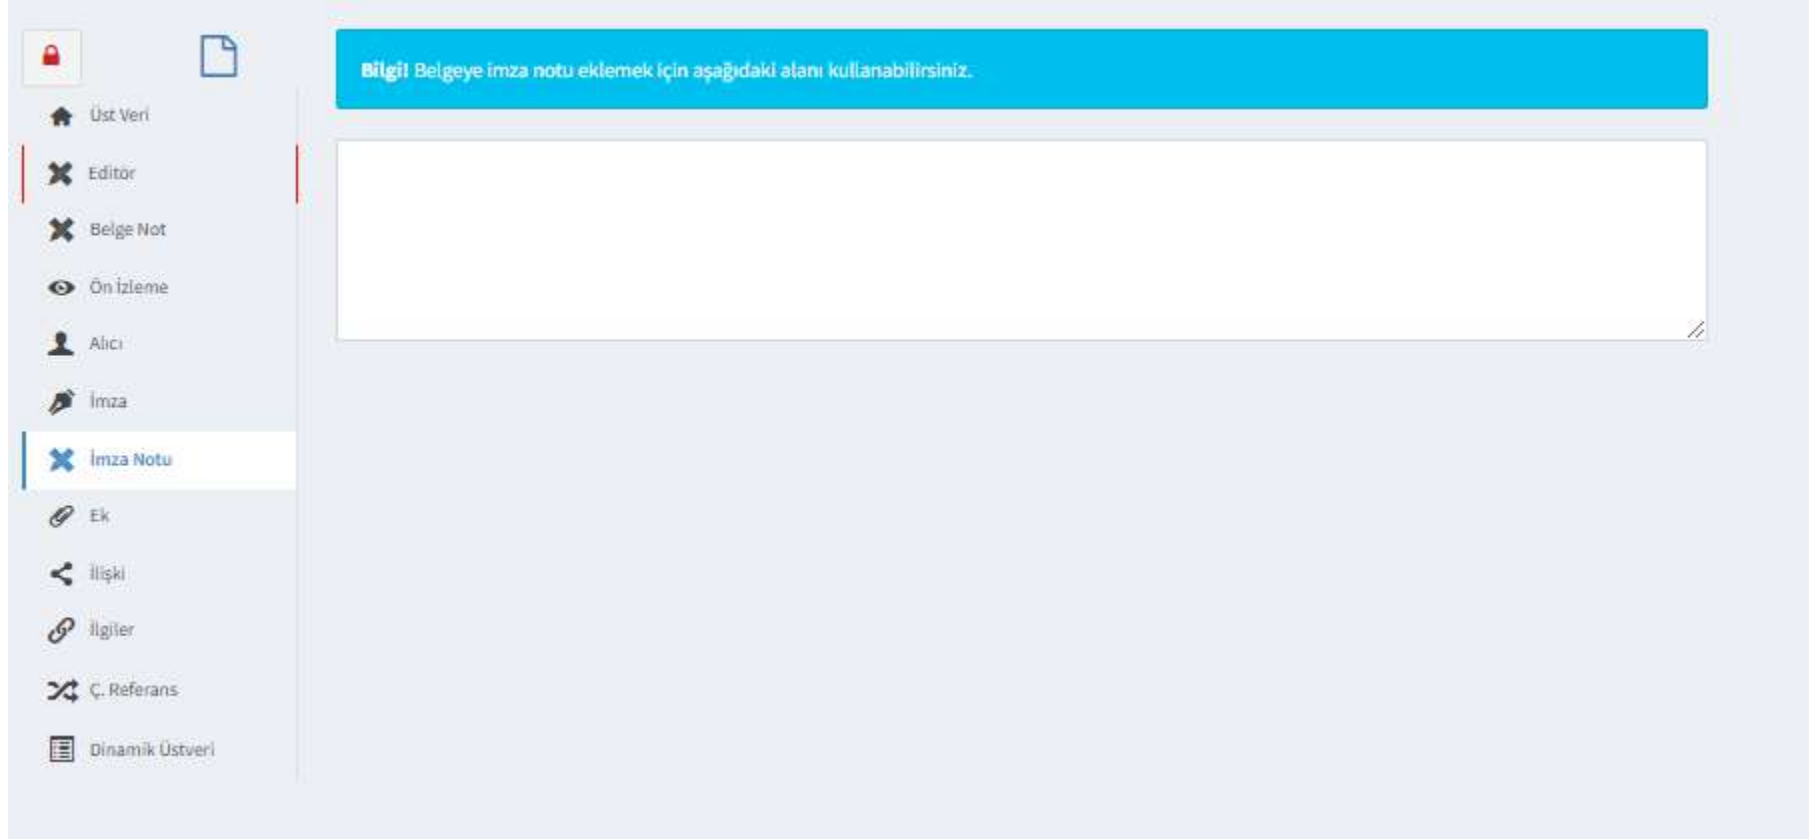 Bilgi! Belgeye imza notu eklemek için aşağıdaki alanı kullanabilirsiniz.
Üst Veri
Editör
Belge Not
Ön İzleme
Alıcı
İmza
İmza Notu
Ek
İlişki
İlgiler
Ç. Referans
Dinamik Üstveri